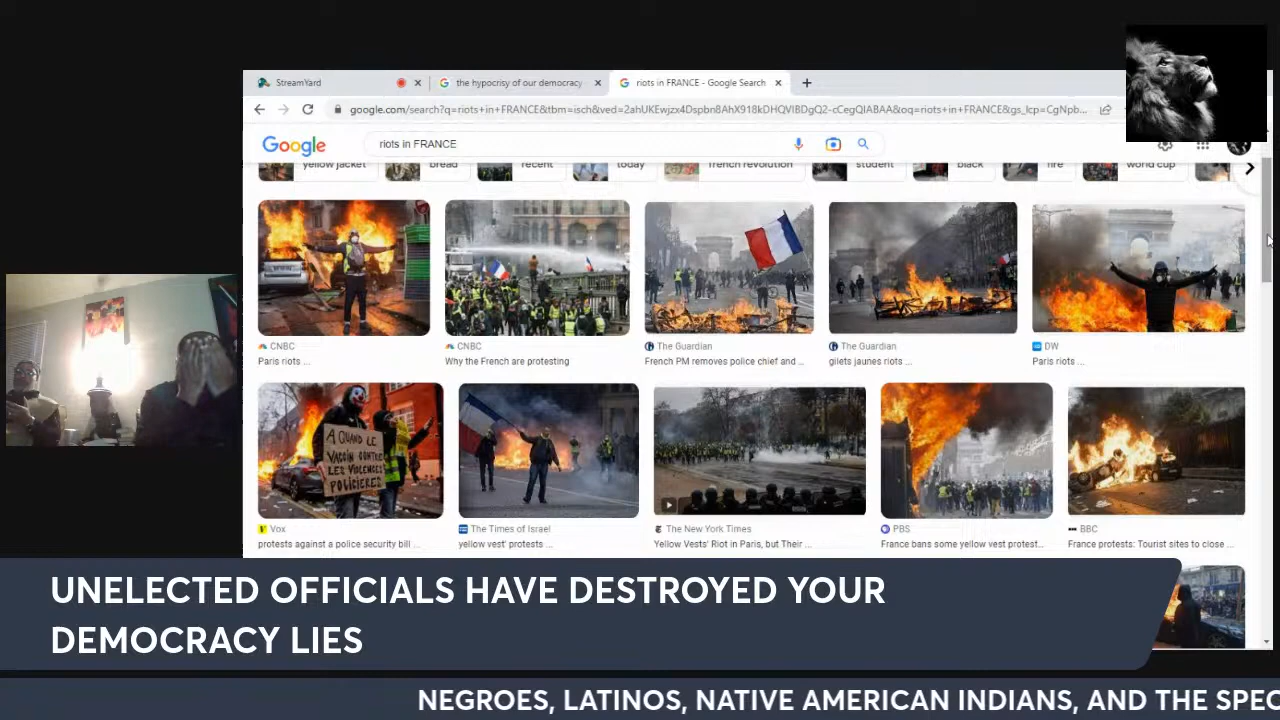 StreamYard
the hypocrisy of our democracy
riots in FRANCE - Google Search
google.com/search?q=riots+in+FRANCE&tbm=isch&ved=2ahUKEwjzx4Dspbn8AhX918kDHQVIBDgQ2-cCegQIABAA&oq=riots+in+FRANCE&gs_lcp=CgNpb...
Google
riots in FRANCE
yellow jacket
bread
recent
today
french revolution
student
black
fire
world cup
CNBC
Paris riots ...
CNBC
Why the French are protesting
The Guardian
French PM removes police chief and ...
The Guardian
gilets jaunes riots ...
DW
Paris riots ...
A QUAND LE
VACCIN CONTRE
LES VIOLENCES
POLICIÈRES
Vox
protests against a police security bill ...
The Times of Israel
yellow vest' protests ...
The New York Times
Yellow Vests' Riot in Paris, but Their ...
PBS
France bans some yellow vest protest...
BBC
France protests: Tourist sites to close ...
UNELECTED OFFICIALS HAVE DESTROYED YOUR
DEMOCRACY LIES
NEGROES, LATINOS, NATIVE AMERICAN INDIANS, AND THE SPEC